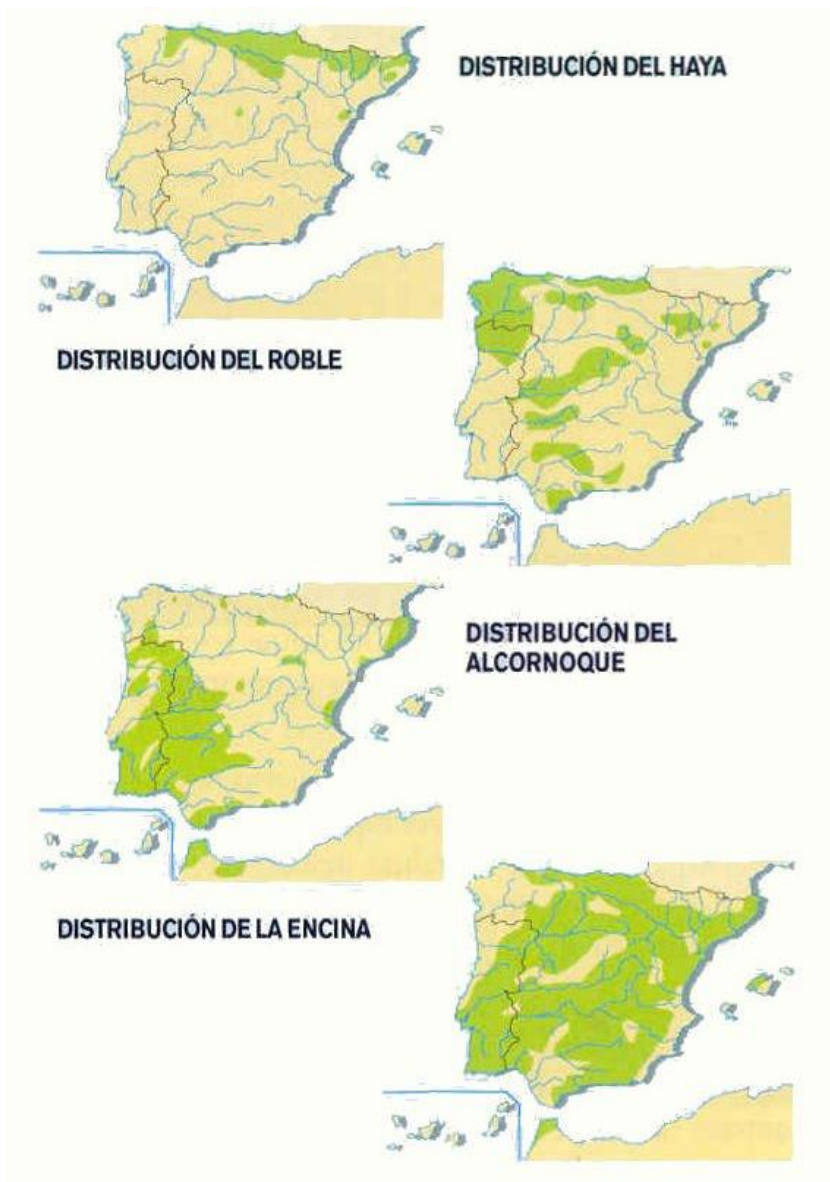 DISTRIBUCIÓN DEL HAYA
DISTRIBUCIÓN DEL ROBLE
DISTRIBUCIÓN DEL
ALCORNOQUE
DISTRIBUCIÓN DE LA ENCINA